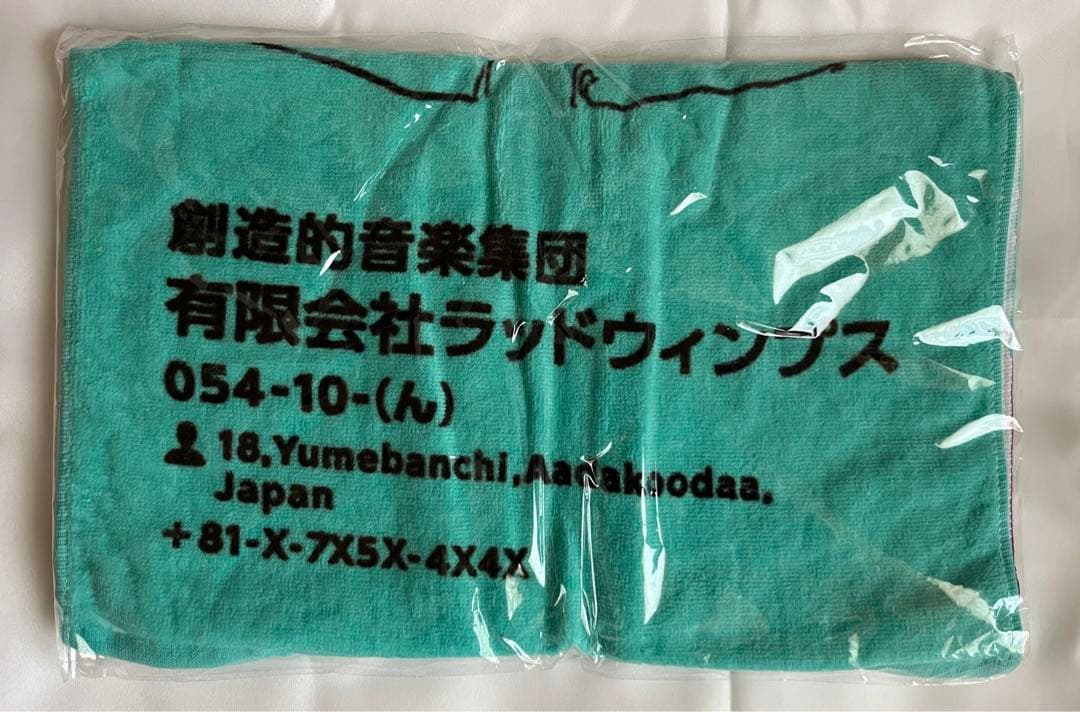 創造的音楽集団
有限会社ラッドウィンプス
054-10-(ん)
18,Yumebanchi,Aadakoodaa,
Japan
+81-X-7X5X-4X4X